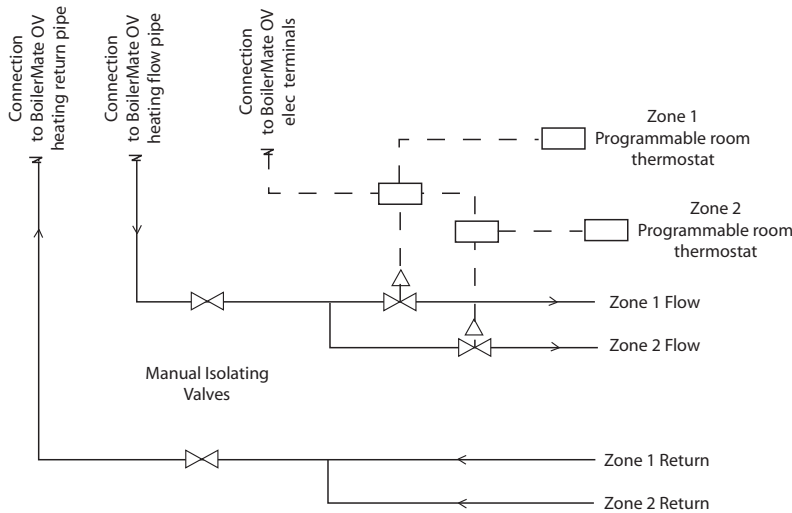 Connection
to BoilerMate OV
heating return pipe
Connection
to BoilerMate OV
heating flow pipe
Connection
to BoilerMate OV
elec terminals
Zone 1
Programmable room
thermostat
Zone 2
Programmable room
thermostat
Zone 1 Flow
Zone 2 Flow
Manual Isolating
Valves
Zone 1 Return
Zone 2 Return